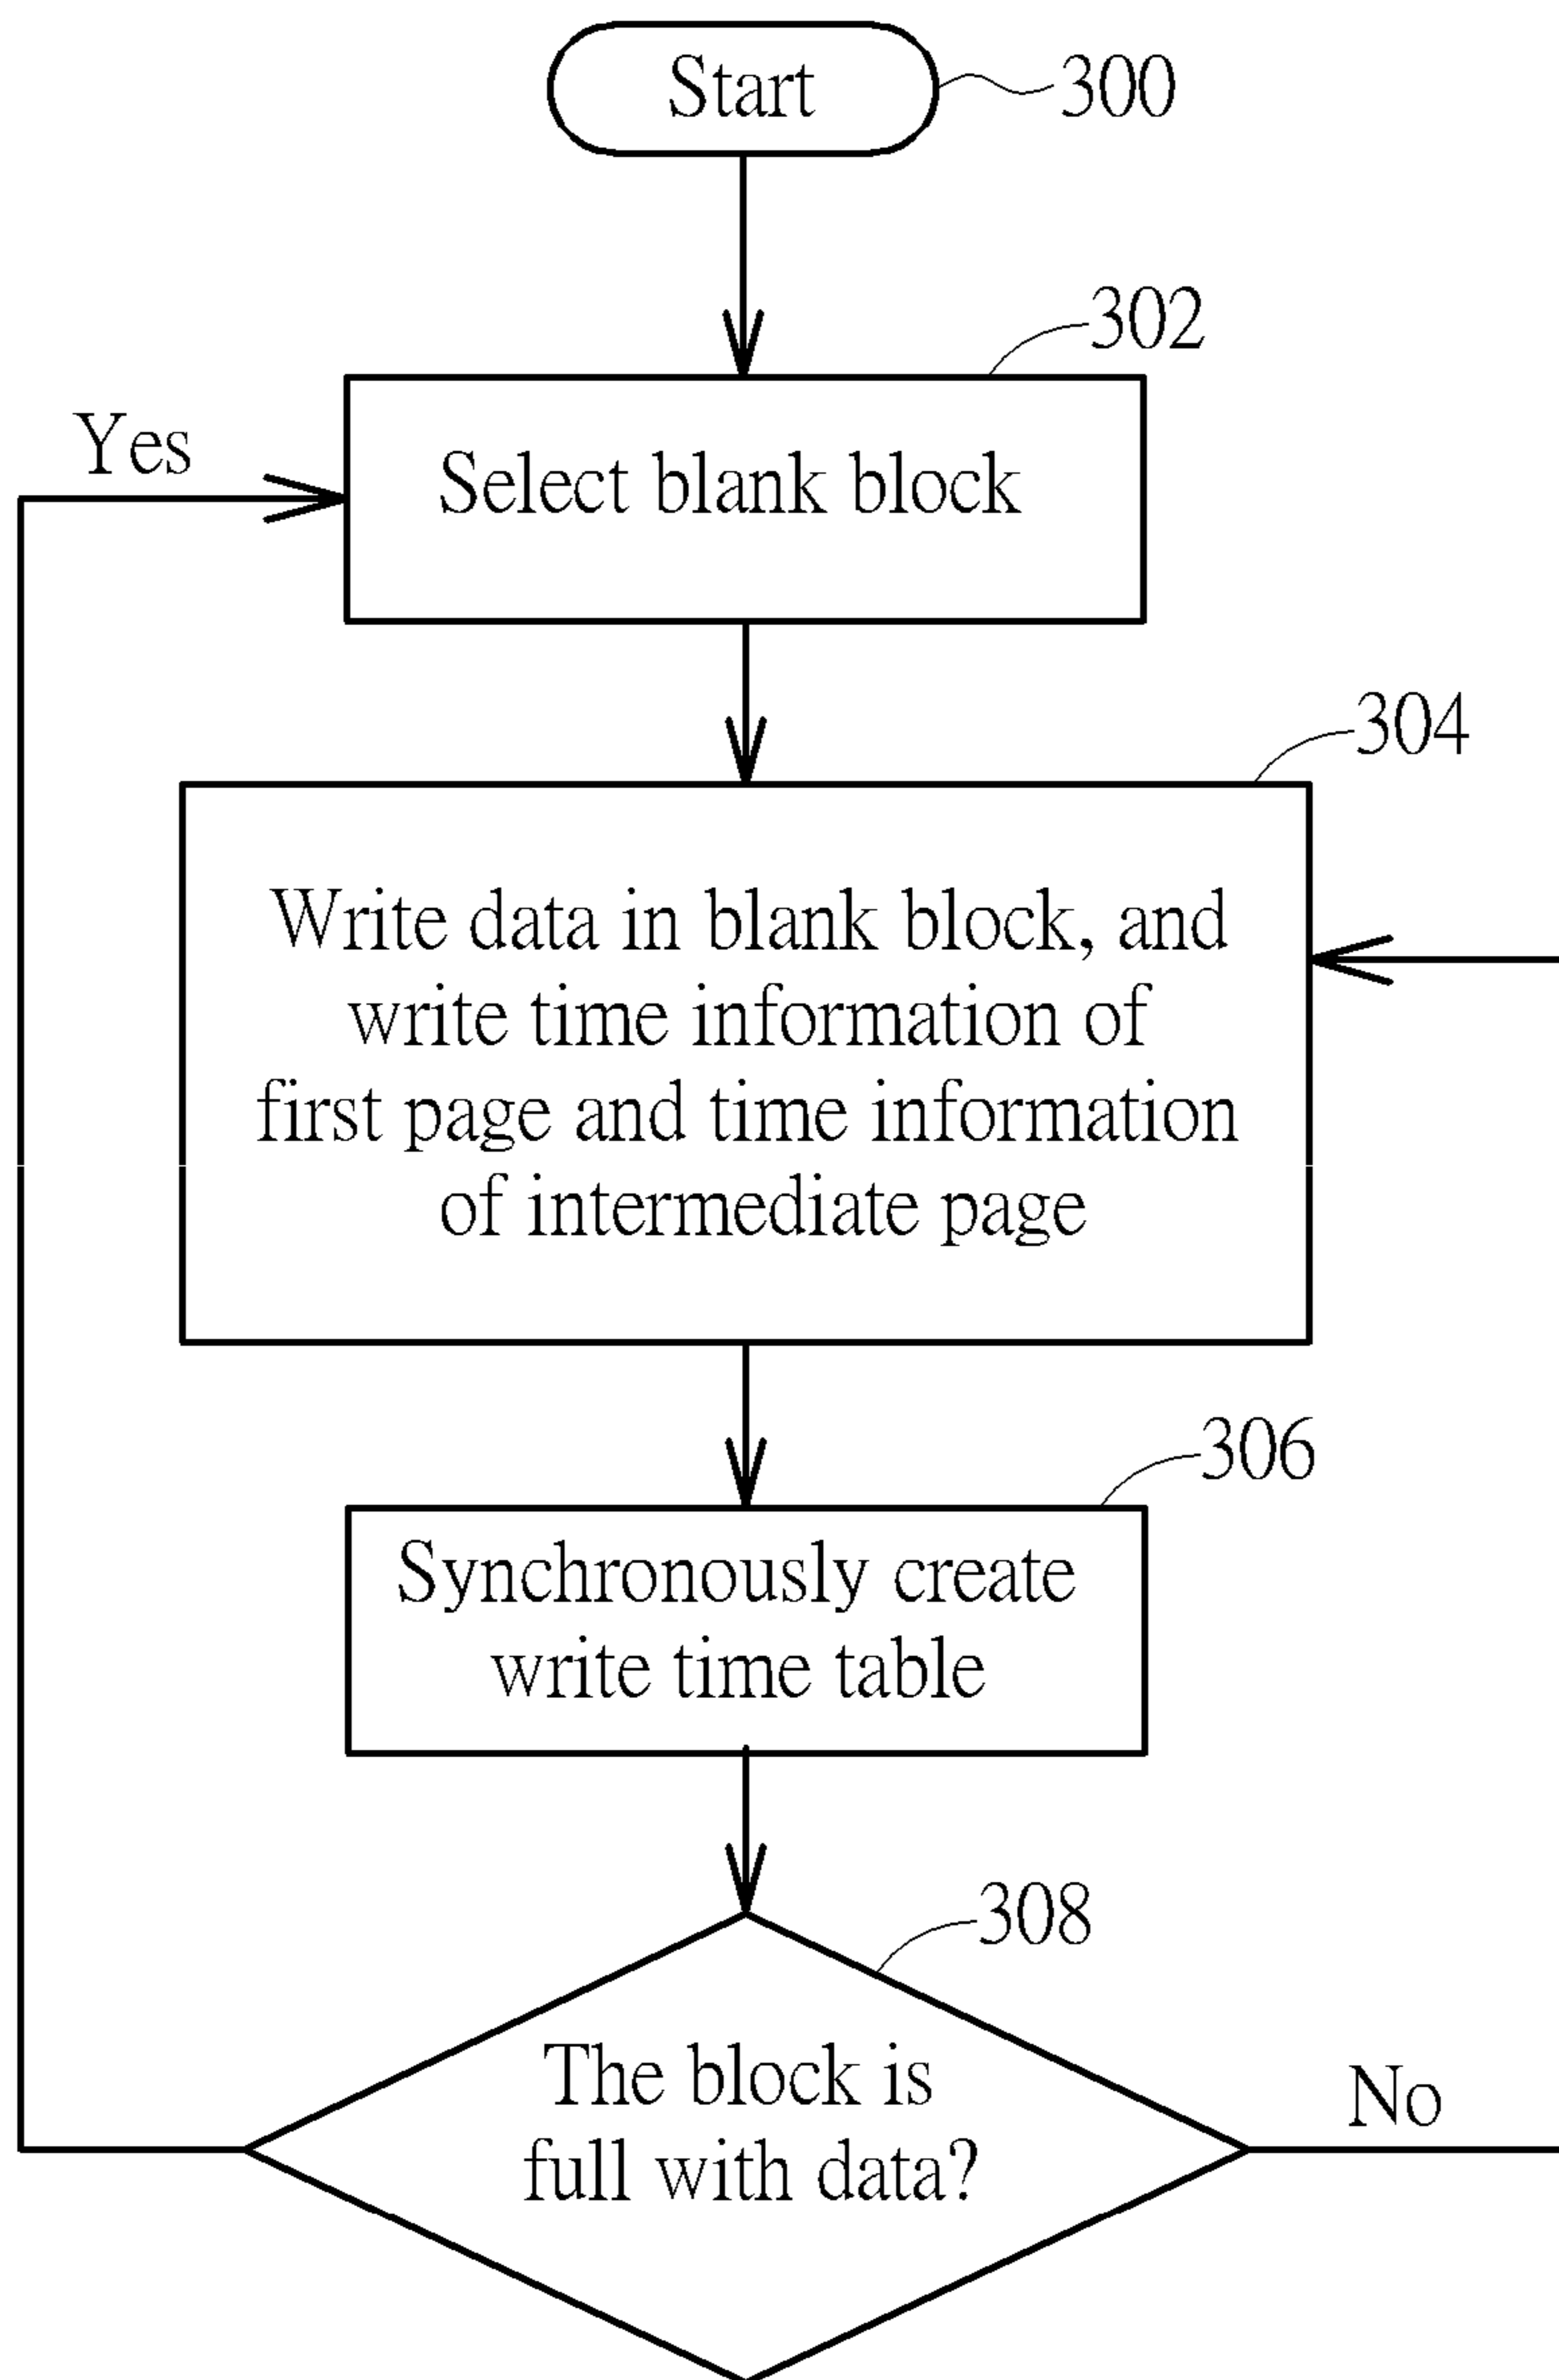 Start
300
302
Yes
Select blank block
304
Write data in blank block, and
write time information of
first page and time information
of intermediate page
306
Synchronously create
write time table
308
The block is
full with data?
No